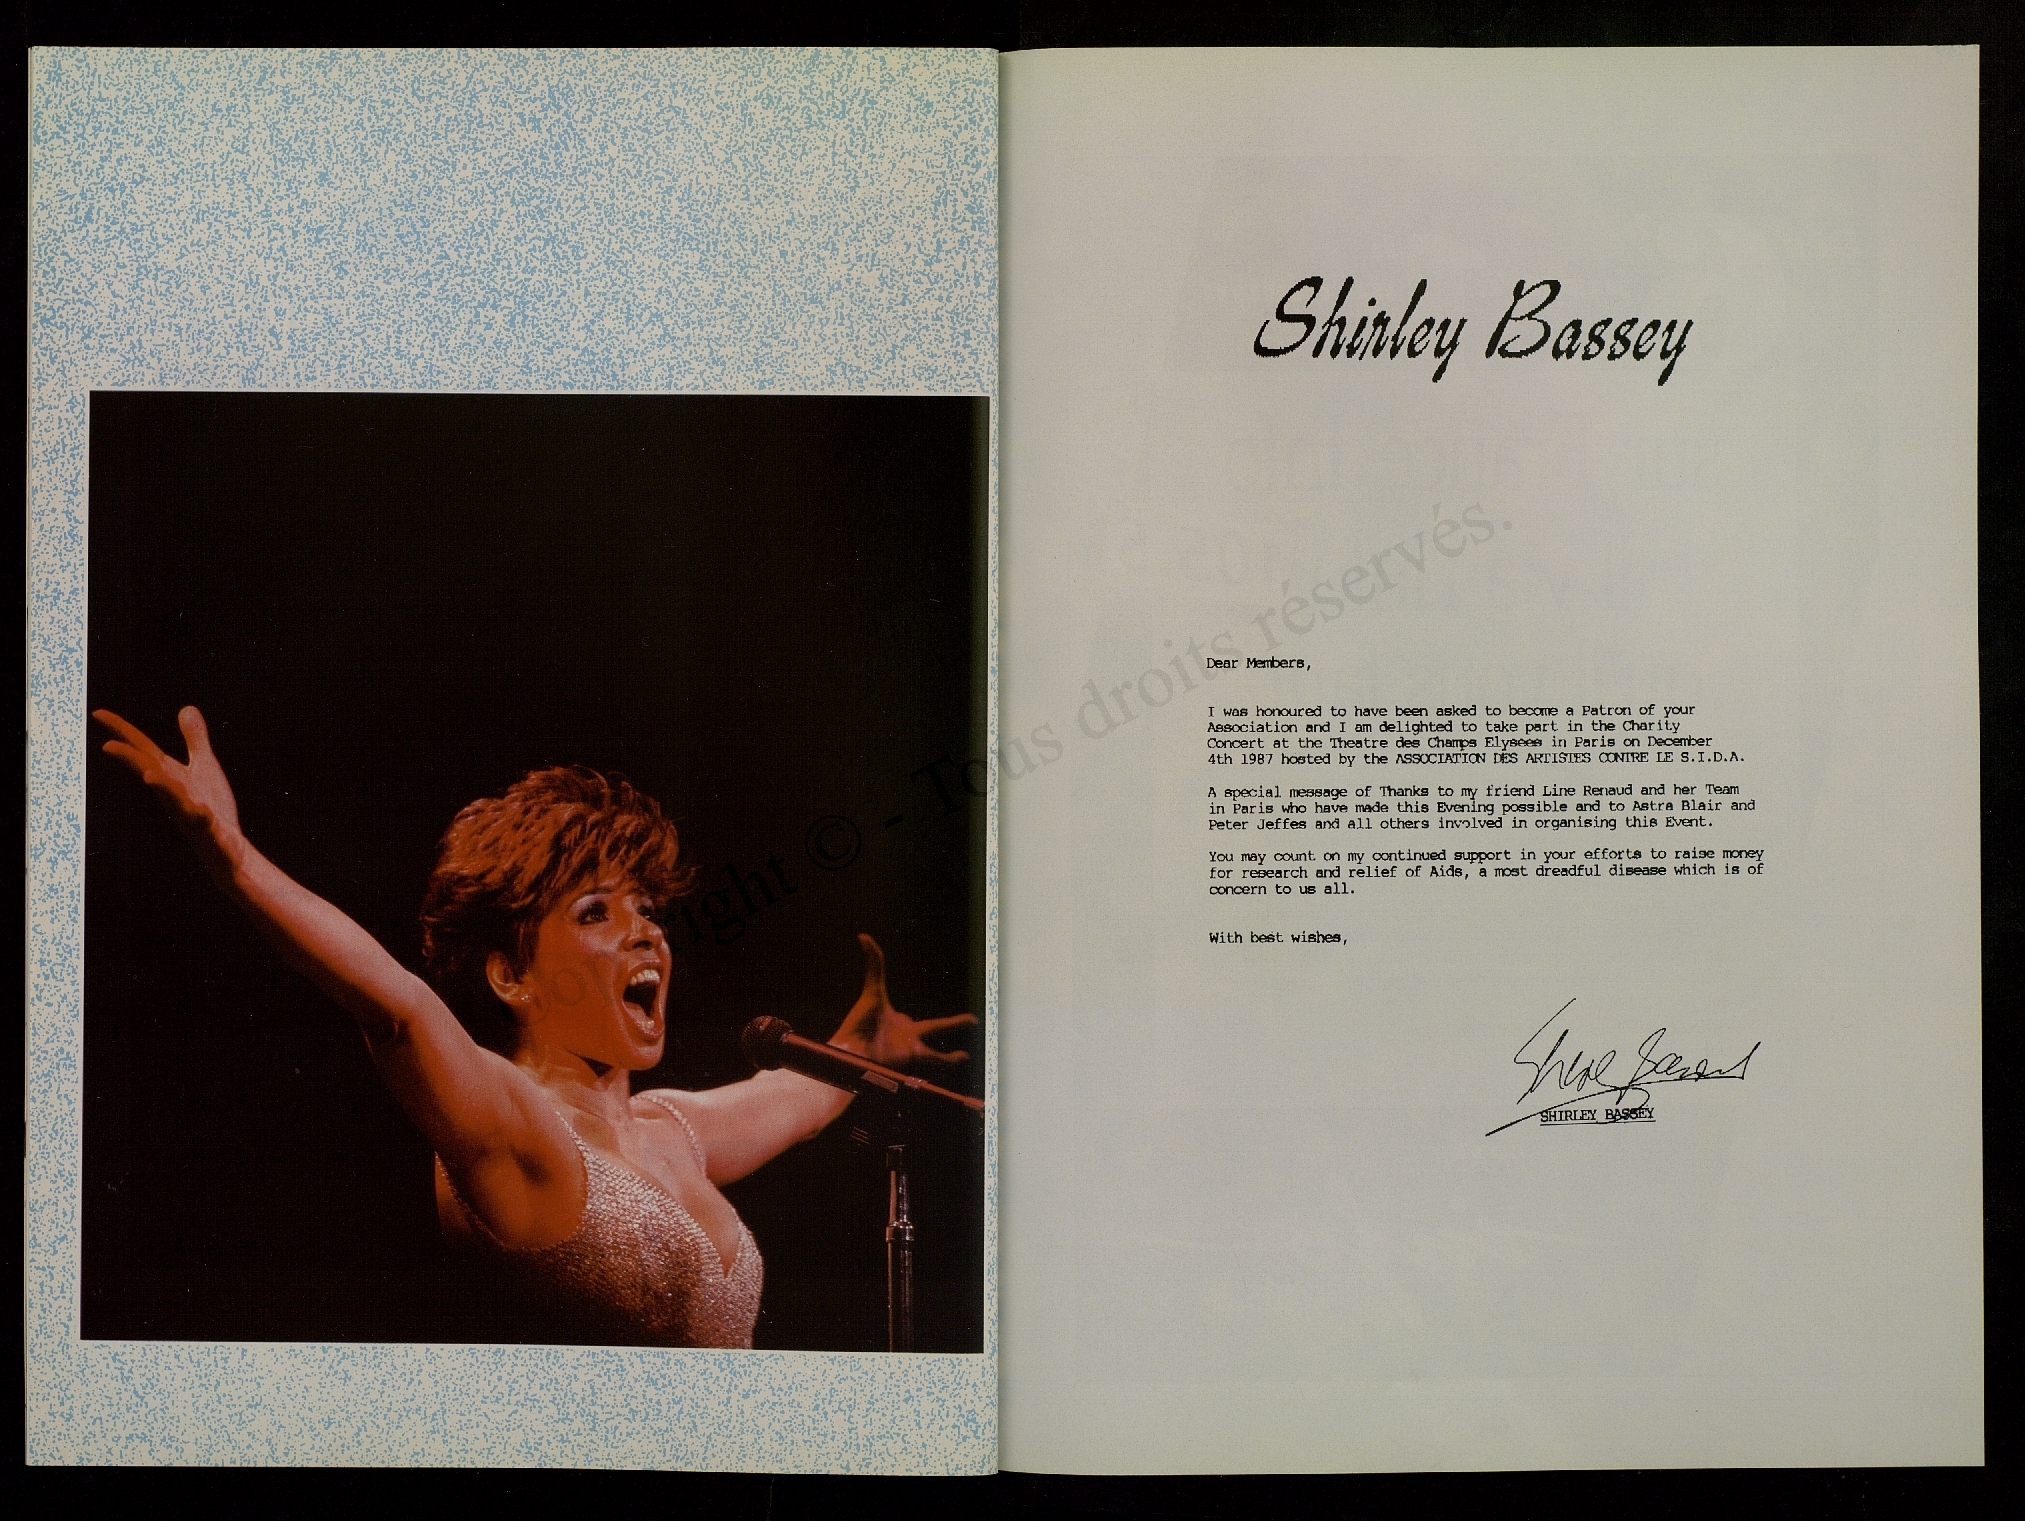 Shirley Bassey
Dear Members,
I was honoured to have been asked to become a Patron of your
Association and I am delighted to take part in the Charity
Concert at the Theatre des Champs Elysees in Paris on December
4th 1987 hosted by the ASSOCIATION DES ARTISTES CONTRE LE S.I.D.A.
A special message of Thanks to my friend Line Renaud and her Team
in Paris who have made this Evening possible and to Astra Blair and
Peter Jeffes and all others involved in organising this Event.
You may count on my continued support in your efforts to raise money
for research and relief of Aids, a most dreadful disease which is of
concern to us all.
With best wishes,
Shirley Bassey
SHIRLEY BASSEY
Copyright © - Tous droits réservés.